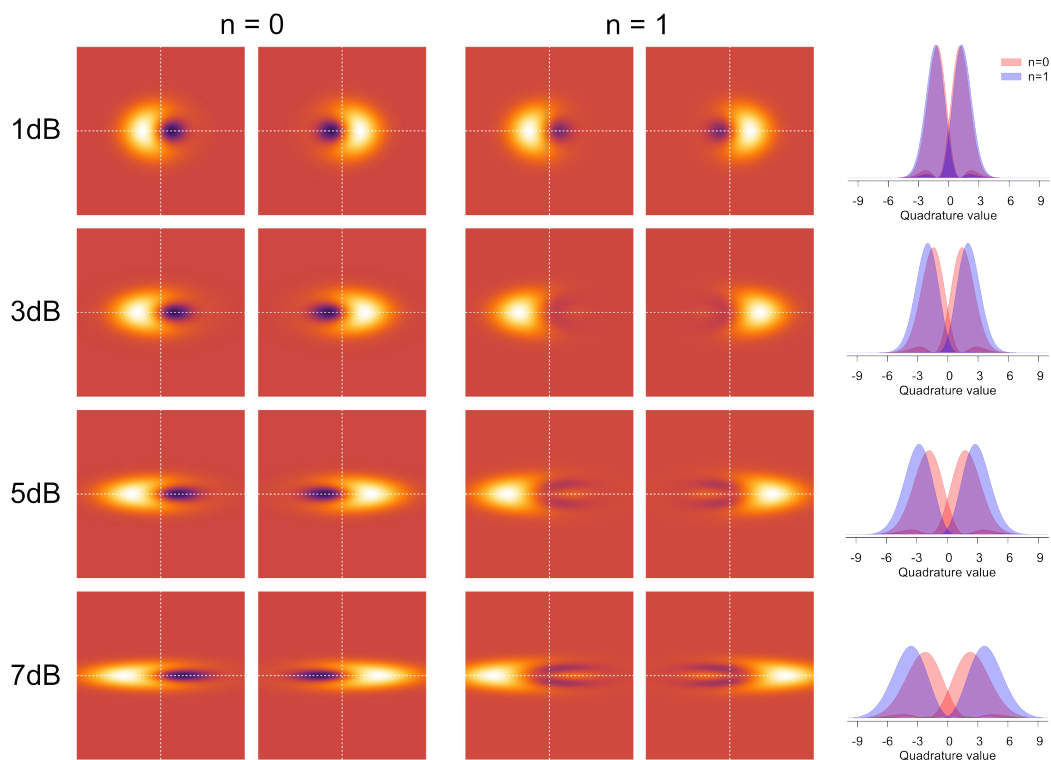 n = 0 n = 1
1dB
n=0
n=1
-9 -6 -3 0 3 6 9
Quadrature value
3dB
-9 -6 -3 0 3 6 9
Quadrature value
5dB
-9 -6 -3 0 3 6 9
Quadrature value
7dB
-9 -6 -3 0 3 6 9
Quadrature value